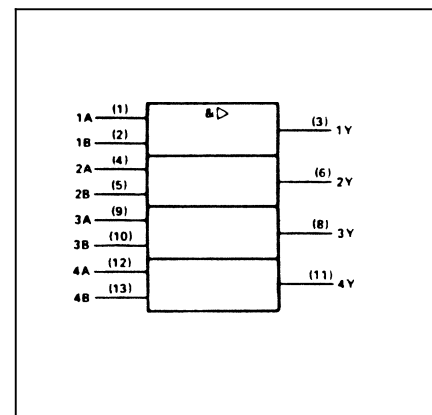 & ▷
1A (1)
1B (2)
(3) 1Y
2A (4)
2B (5)
(6) 2Y
3A (9)
3B (10)
(8) 3Y
4A (12)
4B (13)
(11) 4Y